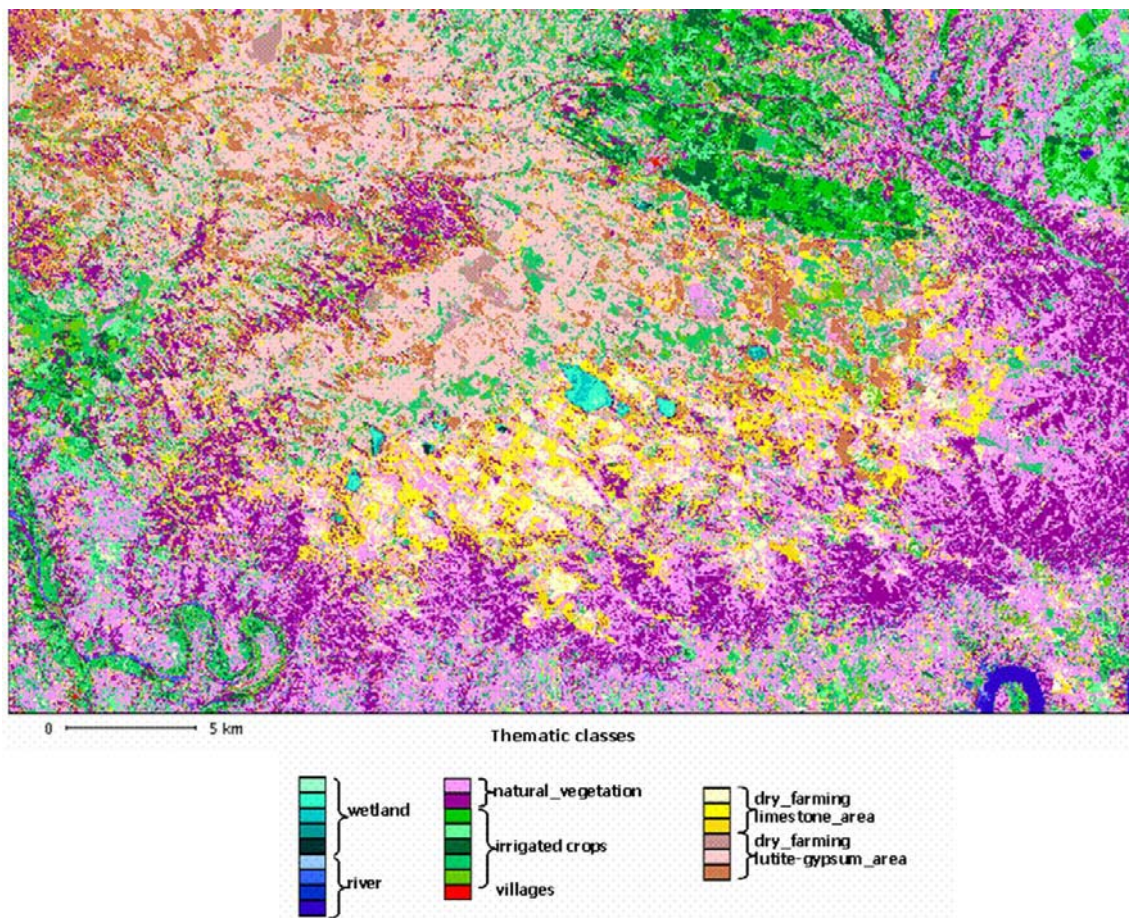 0
5 km
Thematic classes
wetland
river
natural_vegetation
irrigated crops
villages
dry_farming
limestone_area
dry_farming
lutite-gypsum_area